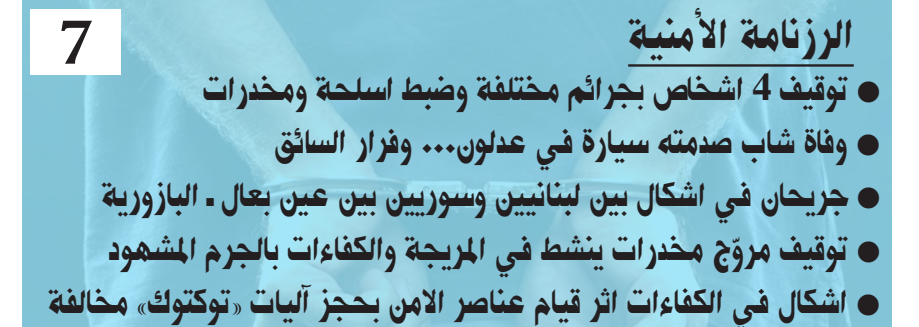 الرزنامة الأمنية
7
● توقيف 4 اشخاص بجرائم مختلفة وضبط اسلحة ومخدرات
● وفاة شاب صدمته سيارة في عدلون... وفرار السائق
● جريحان في اشكال بين لبنانيين وسوريين بين عين بعال ـ البازورية
● توقيف مروّج مخدرات ينشط في المريجة والكفاءات بالجرم المشهود
● اشكال في الكفاءات اثر قيام عناصر الامن بحجز آليات «توكتوك» مخالفة